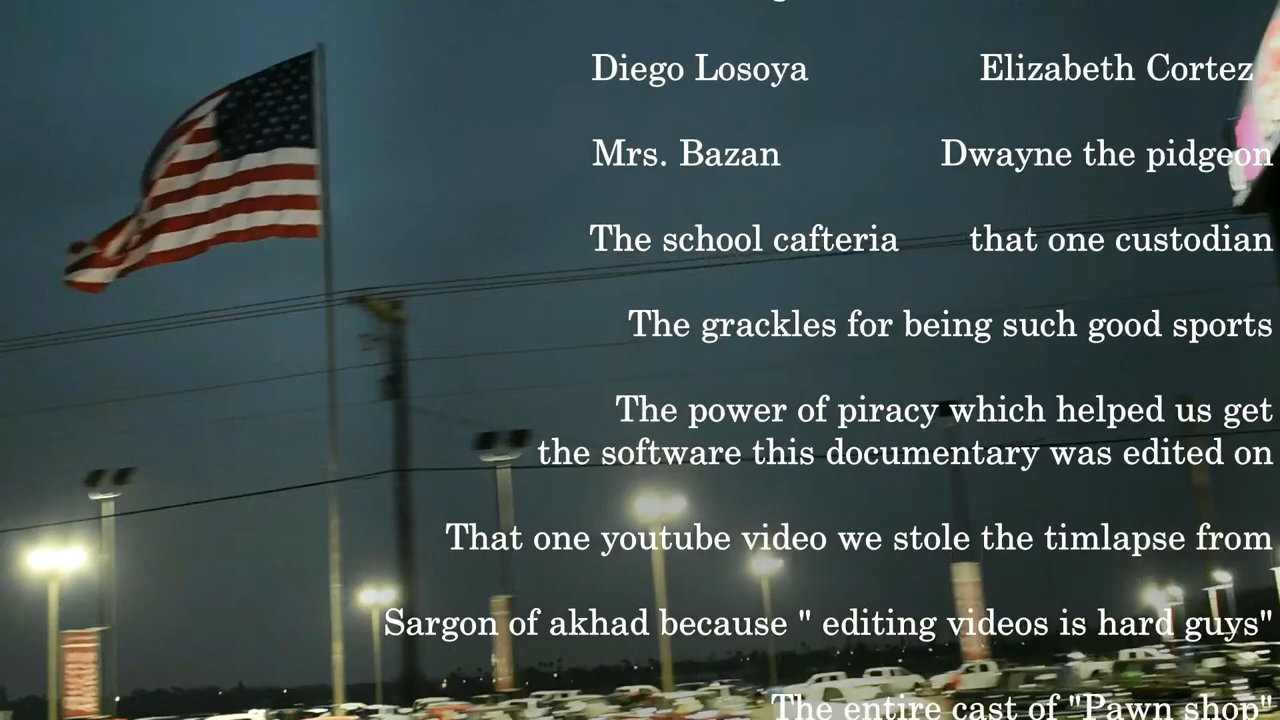 Diego Losoya Elizabeth Cortez
Mrs. Bazan Dwayne the pidgeon
The school cafteria that one custodian
The grackles for being such good sports
The power of piracy which helped us get
the software this documentary was edited on
That one youtube video we stole the timlapse from
Sargon of akhad because " editing videos is hard guys"
The entire cast of "Pawn shop"